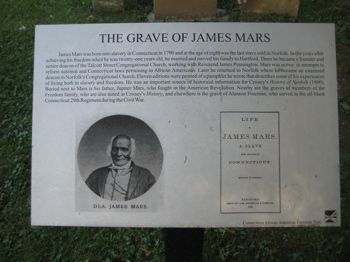 THE GRAVE OF JAMES MARS
James Mars was born into slavery in Connecticut in 1790 and at the age of eight was the last slave sold in Norfolk. In the years after
achieving his freedom when he was twenty-one years old, he married and moved his family to Hartford. There he became a founder and
senior deacon of the Talcott Street Congregational Church, working with Reverend James Pennington. Mars was active in attempts to
reform national and Connecticut laws pertaining to African Americans. Later he returned to Norfolk where he became an esteemed
deacon in Norfolk's Congregational Church. Eleven editions were printed of a pamphlet he wrote that describes some of his experiences
of living both in slavery and freedom. He was an important source of historical information for Crissey's History of Norfolk (1900).
Buried next to Mars is his father, Jupiter Mars, who fought in the American Revolution. Nearby are the graves of members of the
Freedom family, who are also noted in Crissey's History, and elsewhere is the grave of Alanson Freeman, who served in the all-black
Connecticut 29th Regiment during the Civil War.
DEA. JAMES MARS.
LIFE
JAMES MARS,
A SLAVE
CONNECTICUT.
HARTFORD:
Connecticut African American Freedom Trail